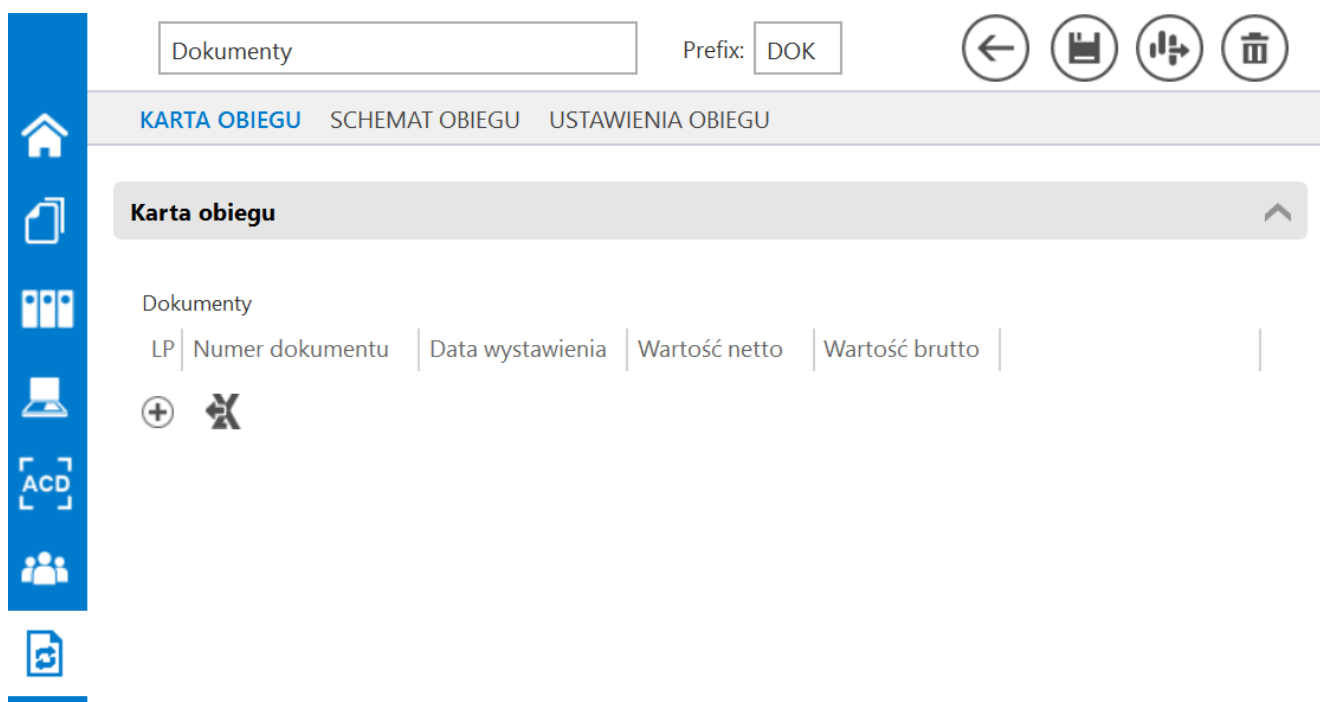 Dokumenty Prefix: DOK
KARTA OBIEGU SCHEMAT OBIEGU USTAWIENIA OBIEGU
Karta obiegu
Dokumenty
LP Numer dokumentu Data wystawienia Wartość netto Wartość brutto
ACD